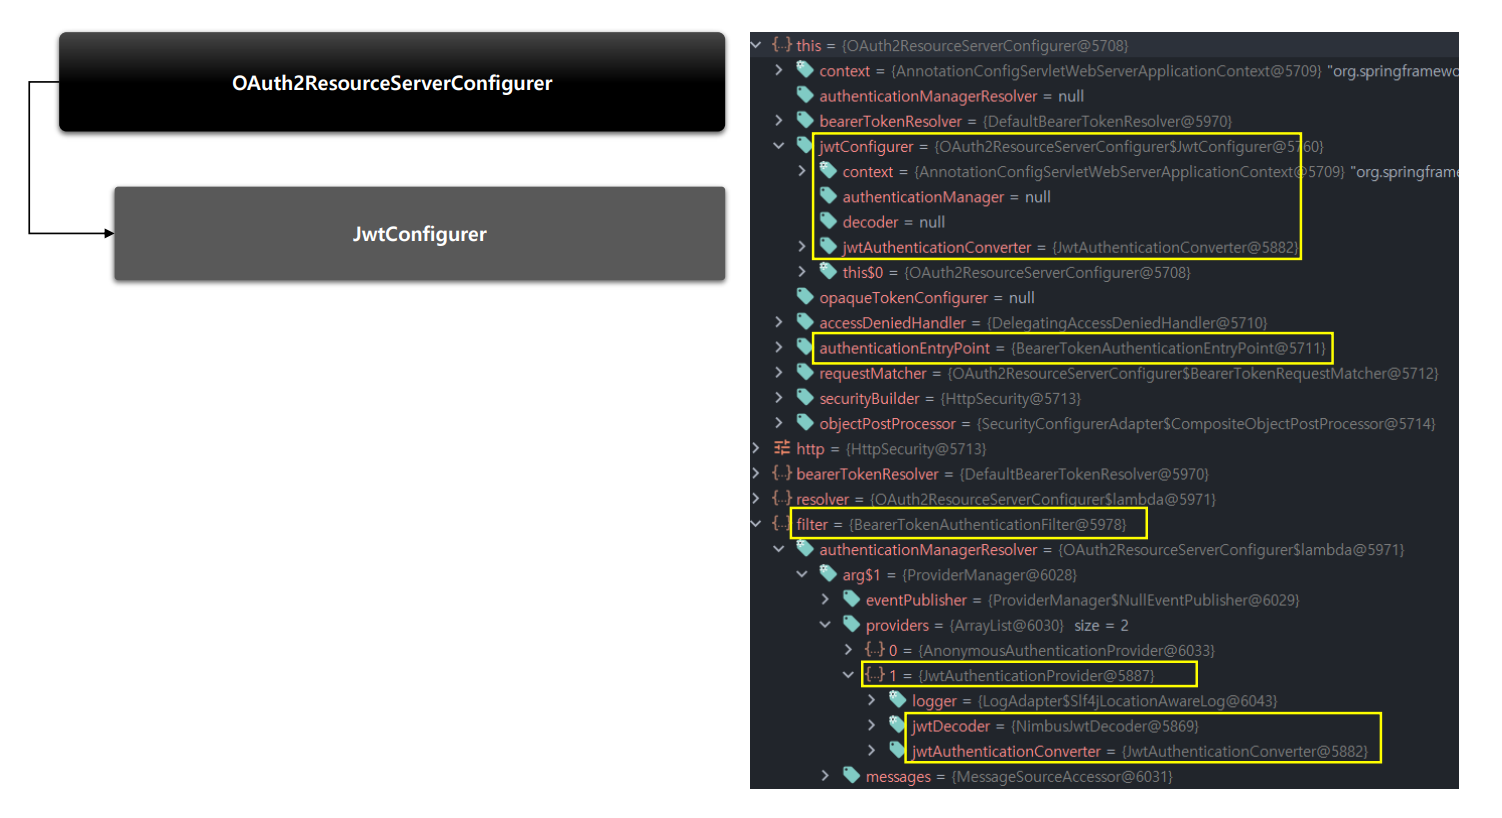 OAuth2ResourceServerConfigurer
JwtConfigurer
{...} this = {OAuth2ResourceServerConfigurer@5708}
context = {AnnotationConfigServletWebServerApplicationContext@5709} "org.springframewo
authenticationManagerResolver = null
bearerTokenResolver = {DefaultBearerTokenResolver@5970}
jwtConfigurer = {OAuth2ResourceServerConfigurer$JwtConfigurer@5760}
context = {AnnotationConfigServletWebServerApplicationContext@5709} "org.springframe
authenticationManager = null
decoder = null
jwtAuthenticationConverter = {JwtAuthenticationConverter@5882}
this$0 = {OAuth2ResourceServerConfigurer@5708}
opaqueTokenConfigurer = null
accessDeniedHandler = {DelegatingAccessDeniedHandler@5710}
authenticationEntryPoint = {BearerTokenAuthenticationEntryPoint@5711}
requestMatcher = {OAuth2ResourceServerConfigurer$BearerTokenRequestMatcher@5712}
securityBuilder = {HttpSecurity@5713}
objectPostProcessor = {SecurityConfigurerAdapter$CompositeObjectPostProcessor@5714}
http = {HttpSecurity@5713}
{...} bearerTokenResolver = {DefaultBearerTokenResolver@5970}
{...} resolver = {OAuth2ResourceServerConfigurer$lambda@5971}
{...} filter = {BearerTokenAuthenticationFilter@5978}
authenticationManagerResolver = {OAuth2ResourceServerConfigurer$lambda@5971}
arg$1 = {ProviderManager@6028}
eventPublisher = {ProviderManager$NullEventPublisher@6029}
providers = {ArrayList@6030} size = 2
{...} 0 = {AnonymousAuthenticationProvider@6033}
{...} 1 = {JwtAuthenticationProvider@5887}
logger = {LogAdapter$Slf4jLocationAwareLog@6043}
jwtDecoder = {NimbusJwtDecoder@5869}
jwtAuthenticationConverter = {JwtAuthenticationConverter@5882}
messages = {MessageSourceAccessor@6031}